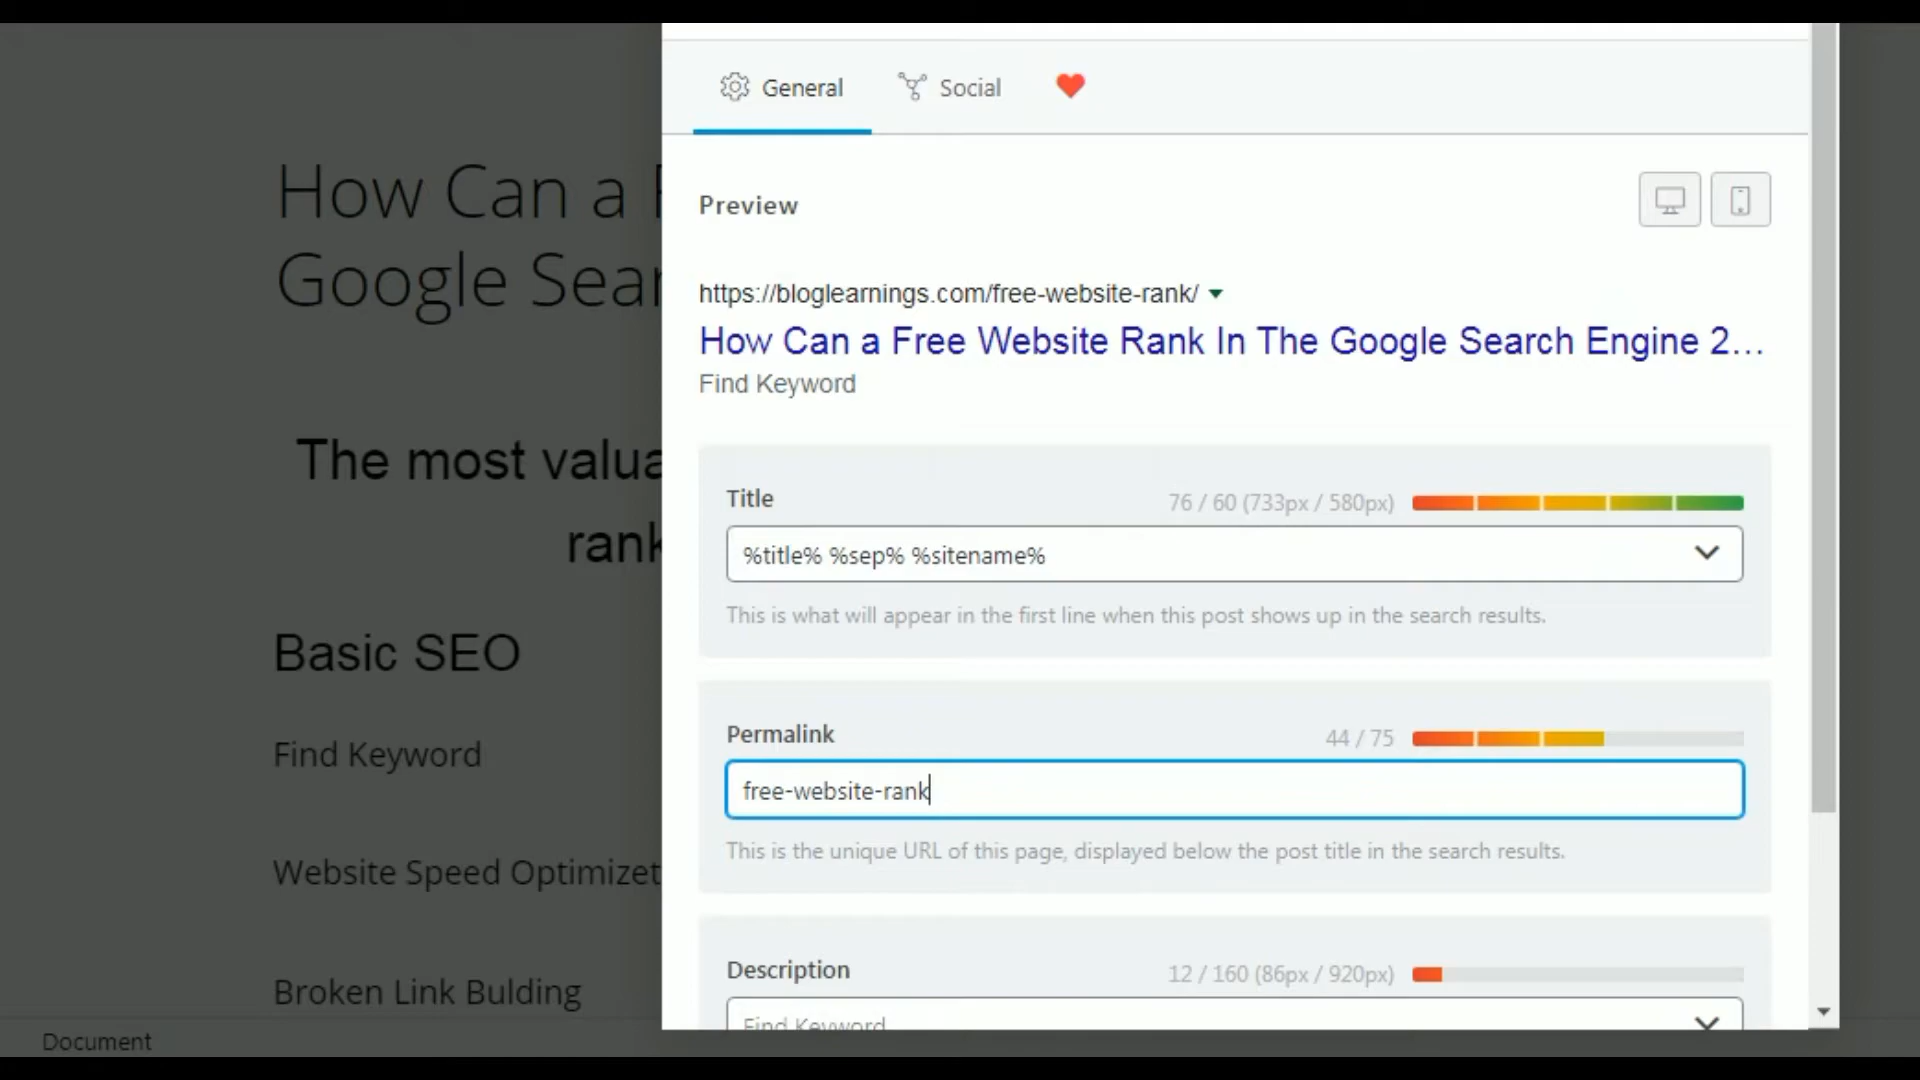 General
Social
How Can a
Google Sear
The most valua
rank
Basic SEO
Find Keyword
Website Speed Optimizet
Broken Link Bulding
Document
Preview
https://bloglearnings.com/free-website-rank/
How Can a Free Website Rank In The Google Search Engine 2...
Find Keyword
Title
76 / 60 (733px / 580px)
%title% %sep% %sitename%
This is what will appear in the first line when this post shows up in the search results.
Permalink
44 / 75
free-website-rank
This is the unique URL of this page, displayed below the post title in the search results.
Description
12 / 160 (86px / 920px)
Find Keyword